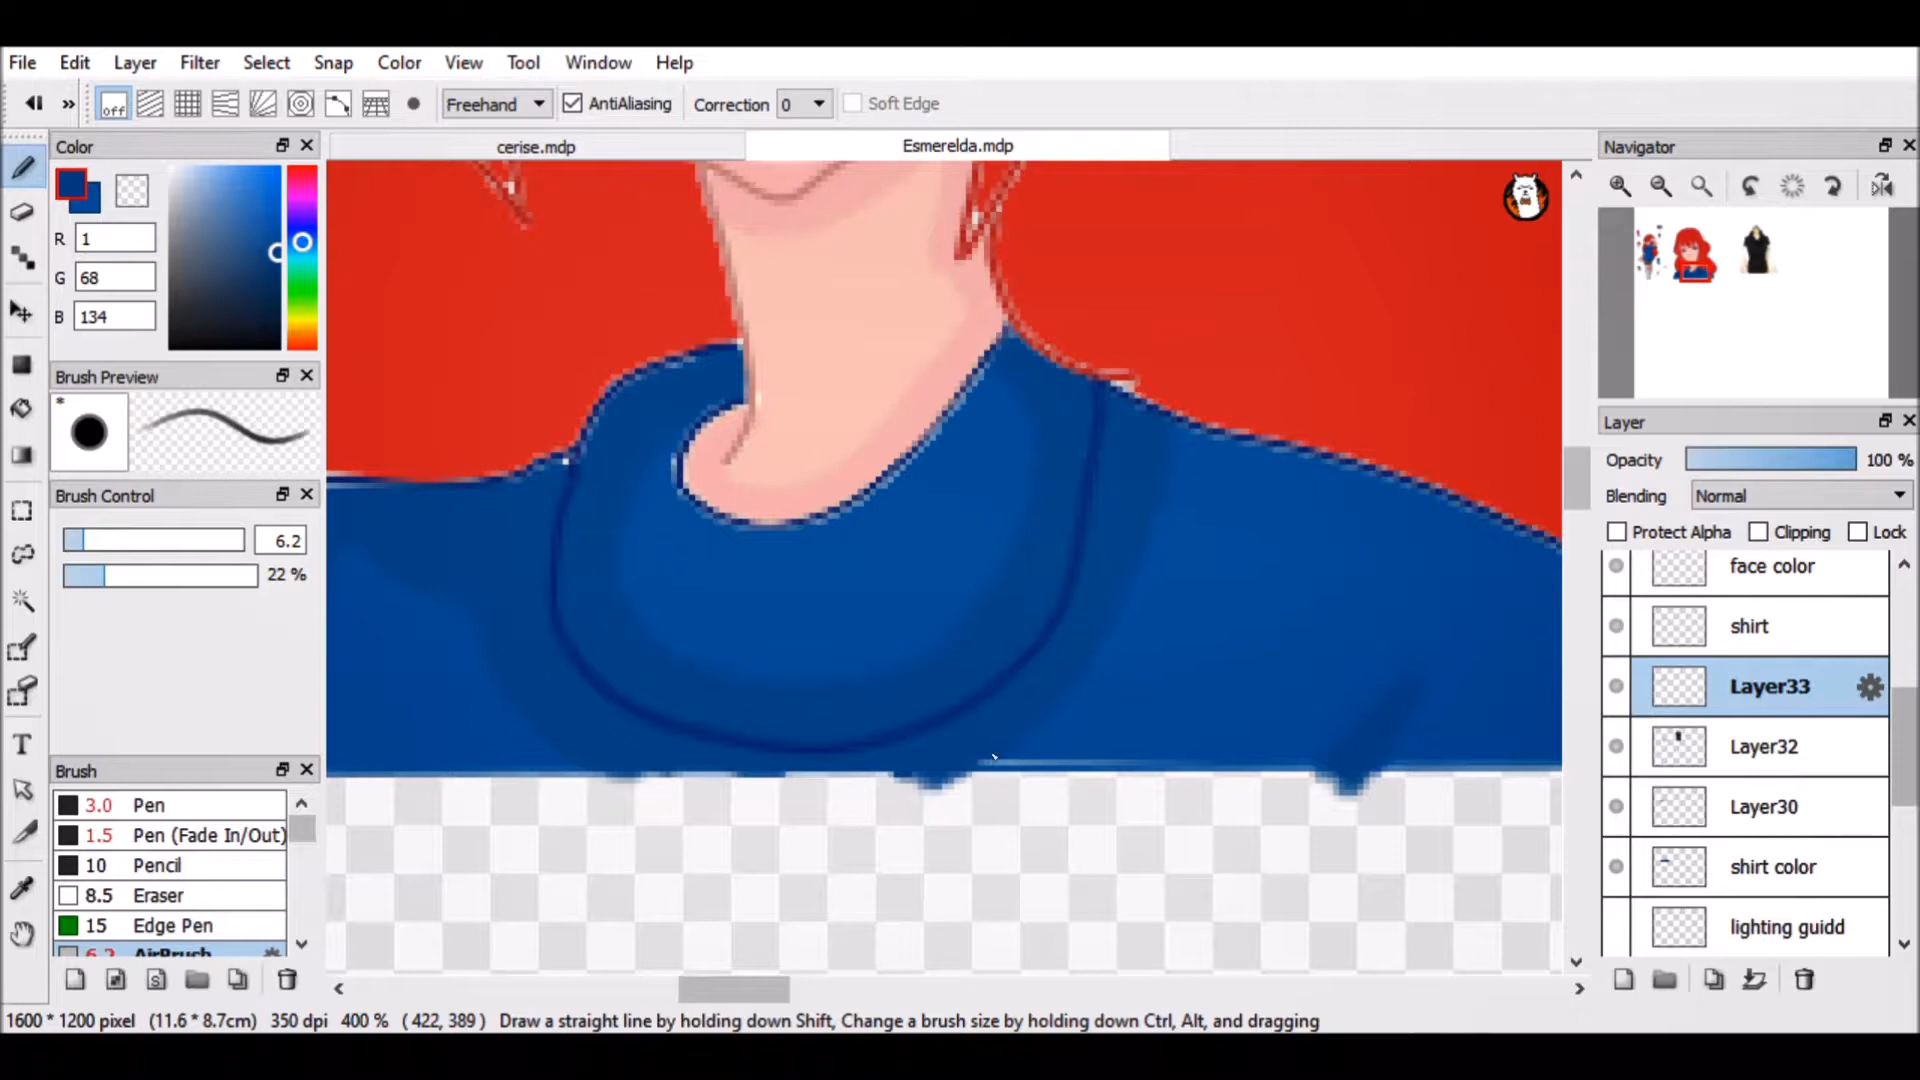 File Edit Layer Filter Select Snap Color View Tool Window Help
off Freehand AntiAliasing Correction 0 Soft Edge
Color
cerise.mdp
Esmerelda.mdp
Navigator
R 1
G 68
B 134
Brush Preview
*
Layer
Opacity 100 %
Blending Normal
Protect Alpha Clipping Lock
Brush Control
6.2
22 %
face color
shirt
Layer33
Layer32
Layer30
shirt color
lighting guidd
Brush
3.0 Pen
1.5 Pen (Fade In/Out)
10 Pencil
8.5 Eraser
15 Edge Pen
6.2 AirBrush
1600 * 1200 pixel (11.6 * 8.7cm) 350 dpi 400 % ( 422, 389 ) Draw a straight line by holding down Shift, Change a brush size by holding down Ctrl, Alt, and dragging